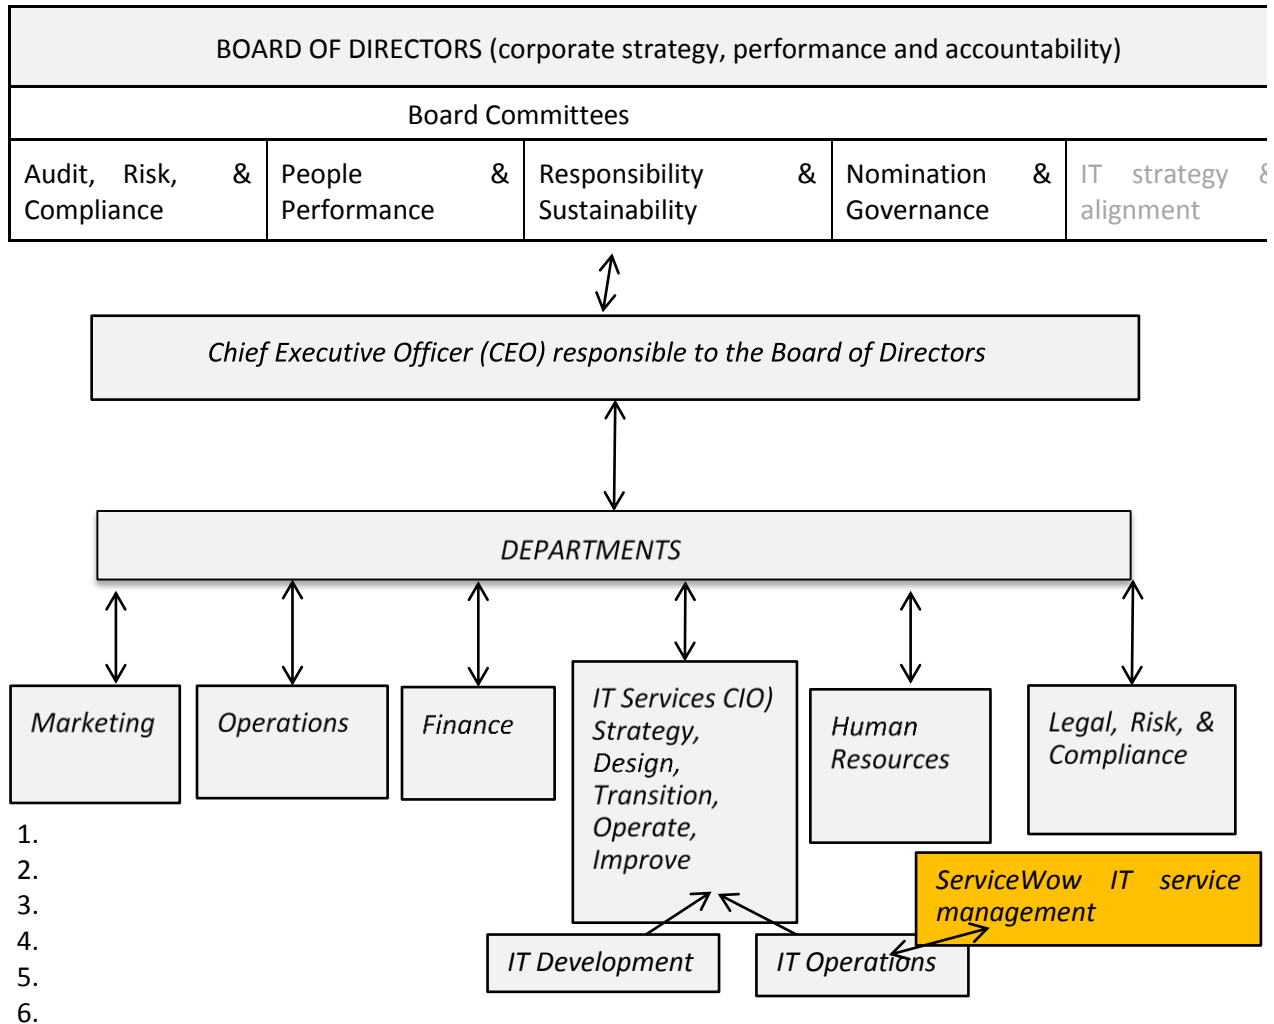 BOARD OF DIRECTORS (corporate strategy, performance and accountability)
Board Committees
Audit, Risk, &
Compliance
People &
Performance
Responsibility &
Sustainability
Nomination &
Governance
IT strategy &
alignment
Chief Executive Officer (CEO) responsible to the Board of Directors
DEPARTMENTS
Marketing
Operations
Finance
IT Services CIO)
Strategy,
Design,
Transition,
Operate,
Improve
Human
Resources
Legal, Risk, &
Compliance
1.
2.
3.
4.
5.
6.
ServiceWow IT service
management
IT Development
IT Operations